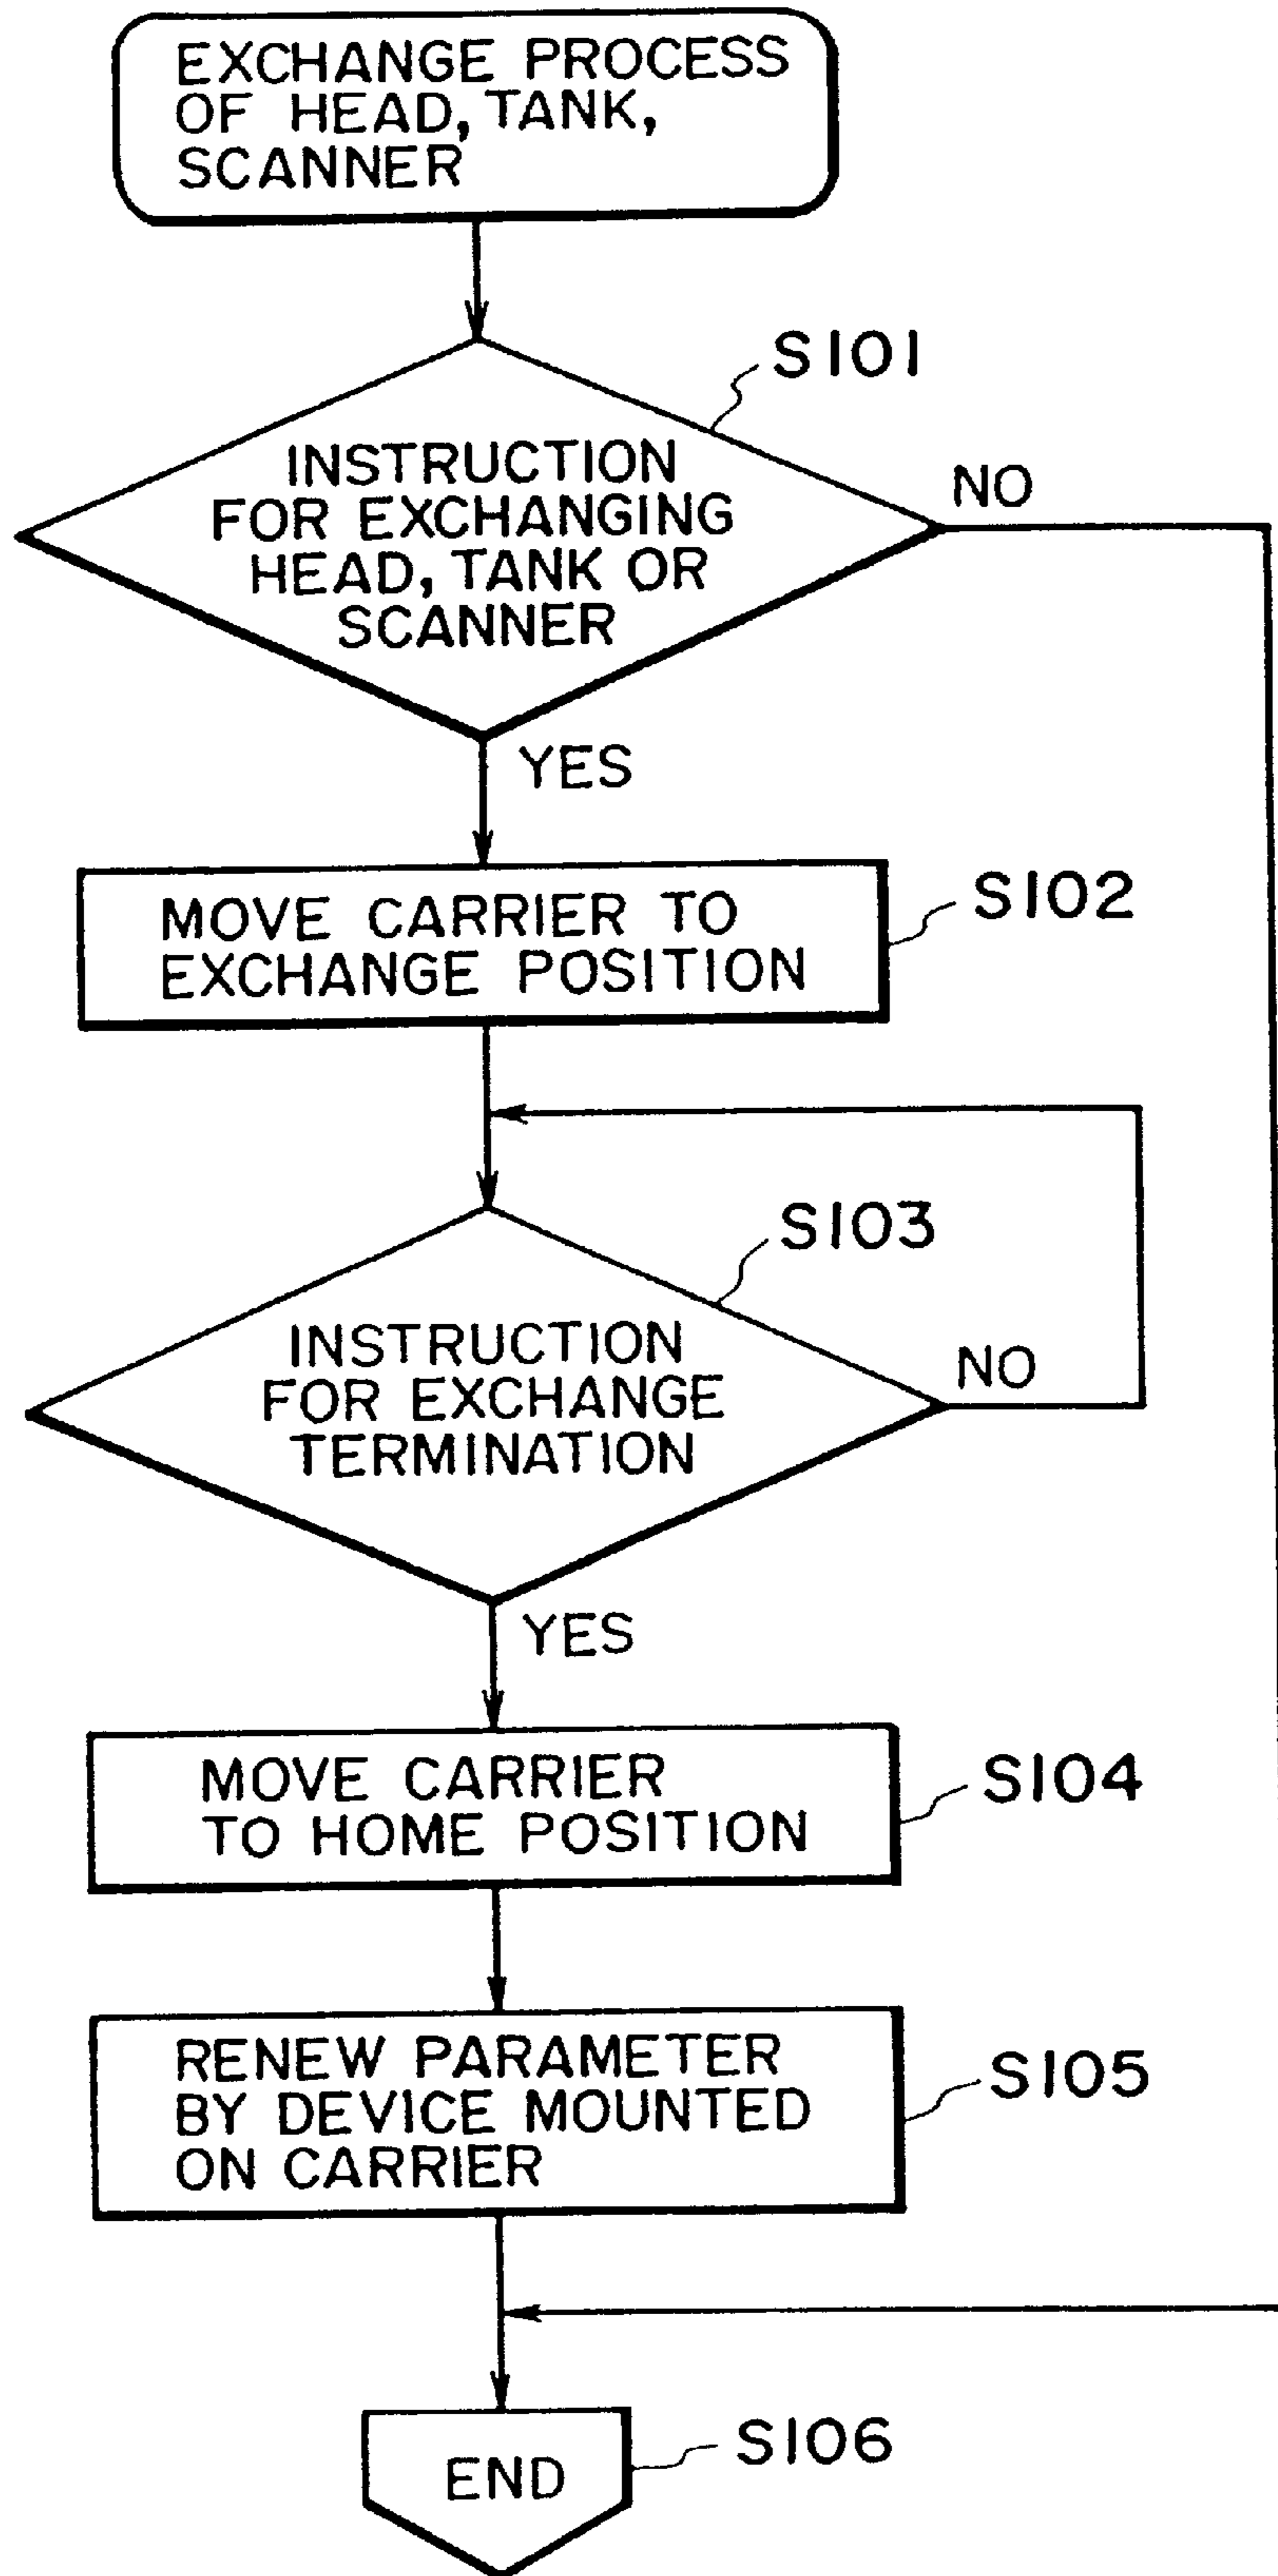 EXCHANGE PROCESS
OF HEAD, TANK,
SCANNER
S101
INSTRUCTION
FOR EXCHANGING
HEAD, TANK OR
SCANNER
NO
YES
MOVE CARRIER TO
EXCHANGE POSITION
S102
S103
INSTRUCTION
FOR EXCHANGE
TERMINATION
NO
YES
MOVE CARRIER
TO HOME POSITION
S104
RENEW PARAMETER
BY DEVICE MOUNTED
ON CARRIER
S105
END
S106